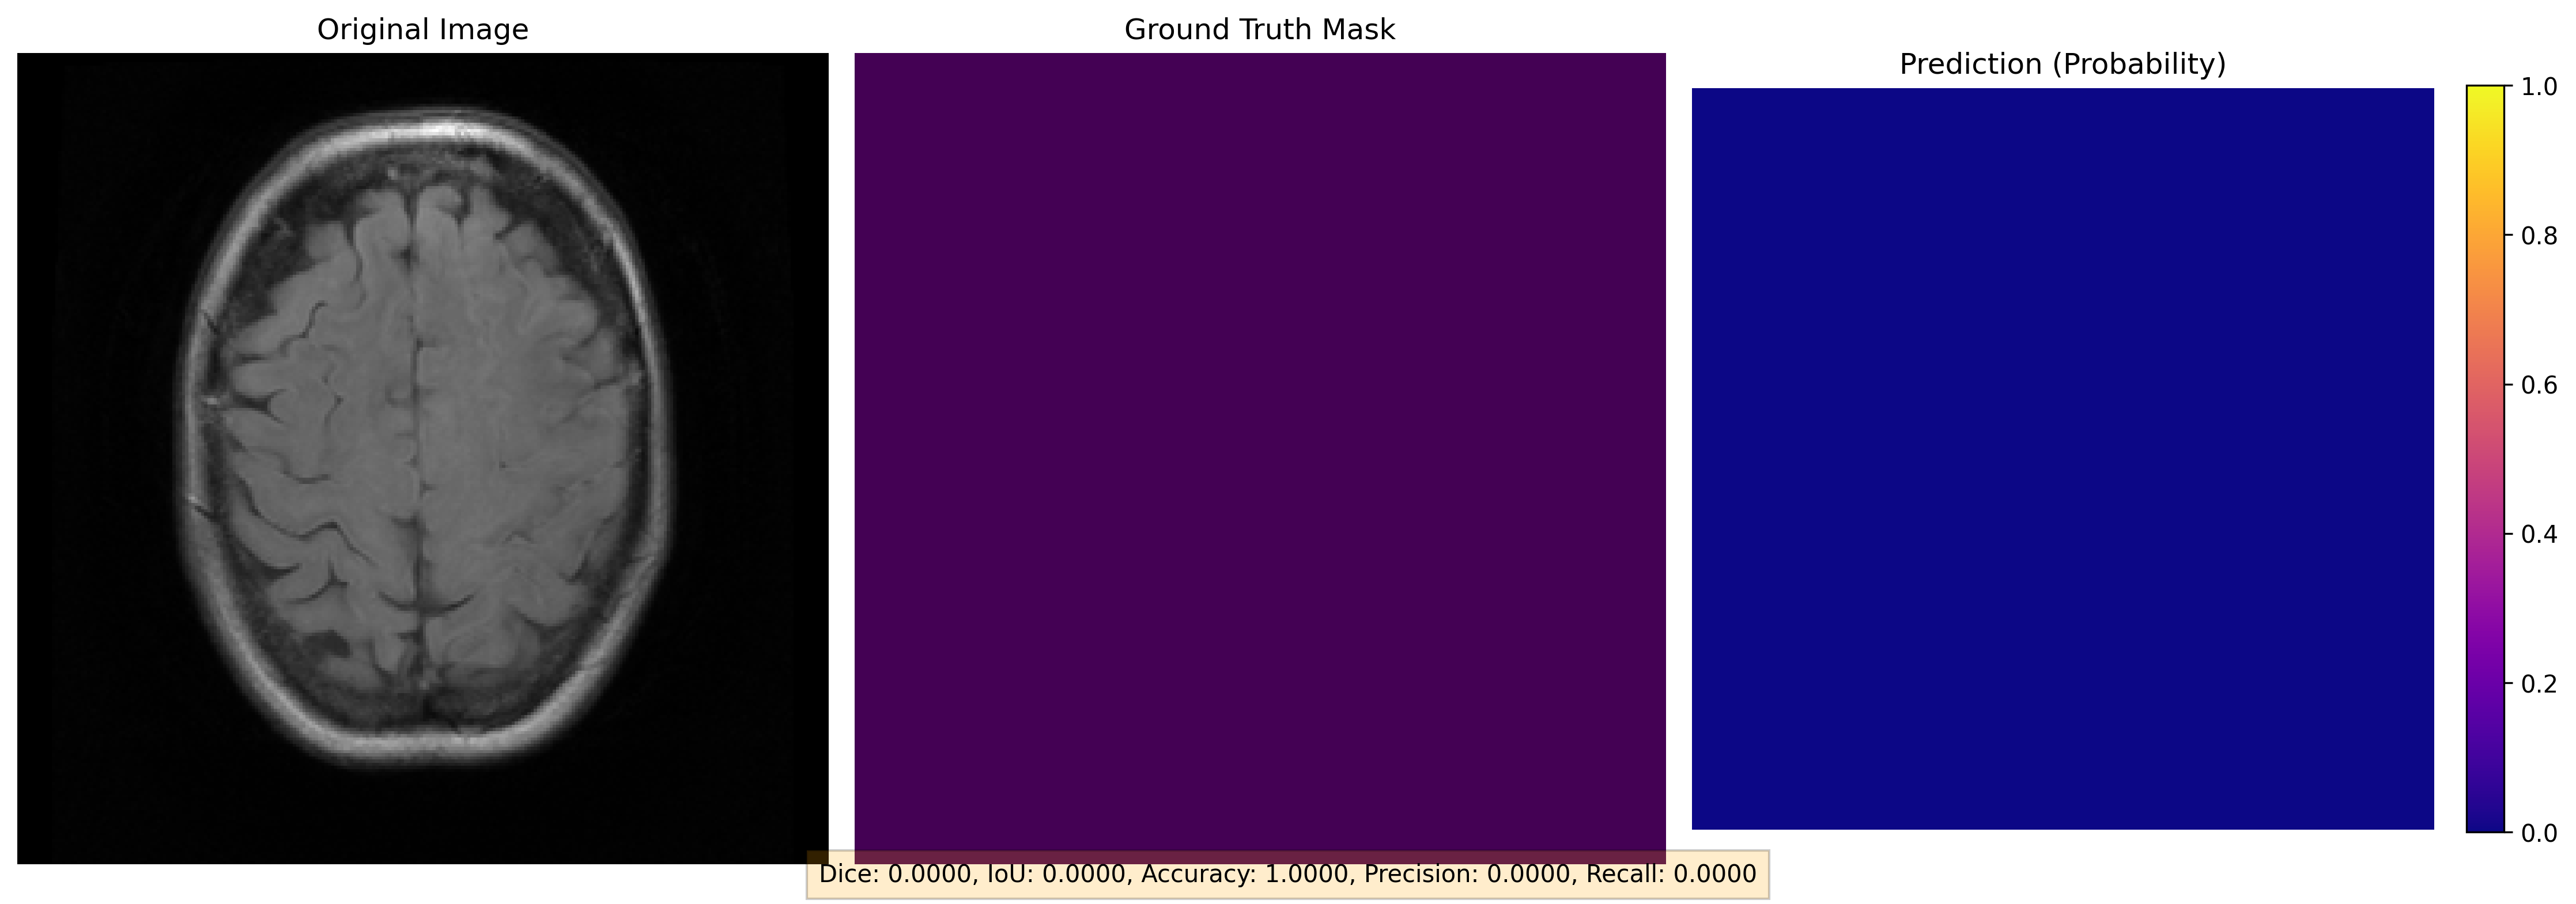 Original Image
Ground Truth Mask
Prediction (Probability)
1.0
0.8
0.6
0.4
0.2
0.0
Dice: 0.0000, IoU: 0.0000, Accuracy: 1.0000, Precision: 0.0000, Recall: 0.0000